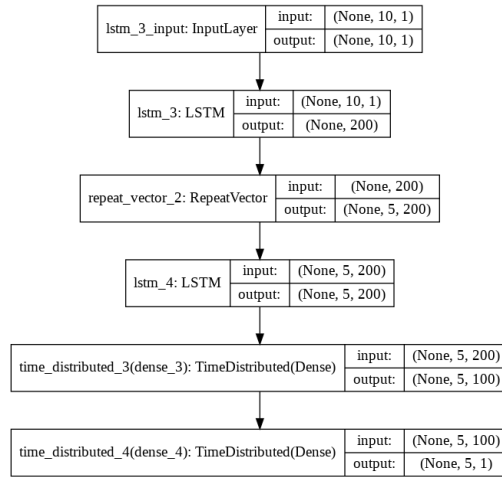 lstm_3_input: InputLayer input: (None, 10, 1)
output: (None, 10, 1)
lstm_3: LSTM input: (None, 10, 1)
output: (None, 200)
repeat_vector_2: RepeatVector input: (None, 200)
output: (None, 5, 200)
lstm_4: LSTM input: (None, 5, 200)
output: (None, 5, 200)
time_distributed_3(dense_3): TimeDistributed(Dense) input: (None, 5, 200)
output: (None, 5, 100)
time_distributed_4(dense_4): TimeDistributed(Dense) input: (None, 5, 100)
output: (None, 5, 1)